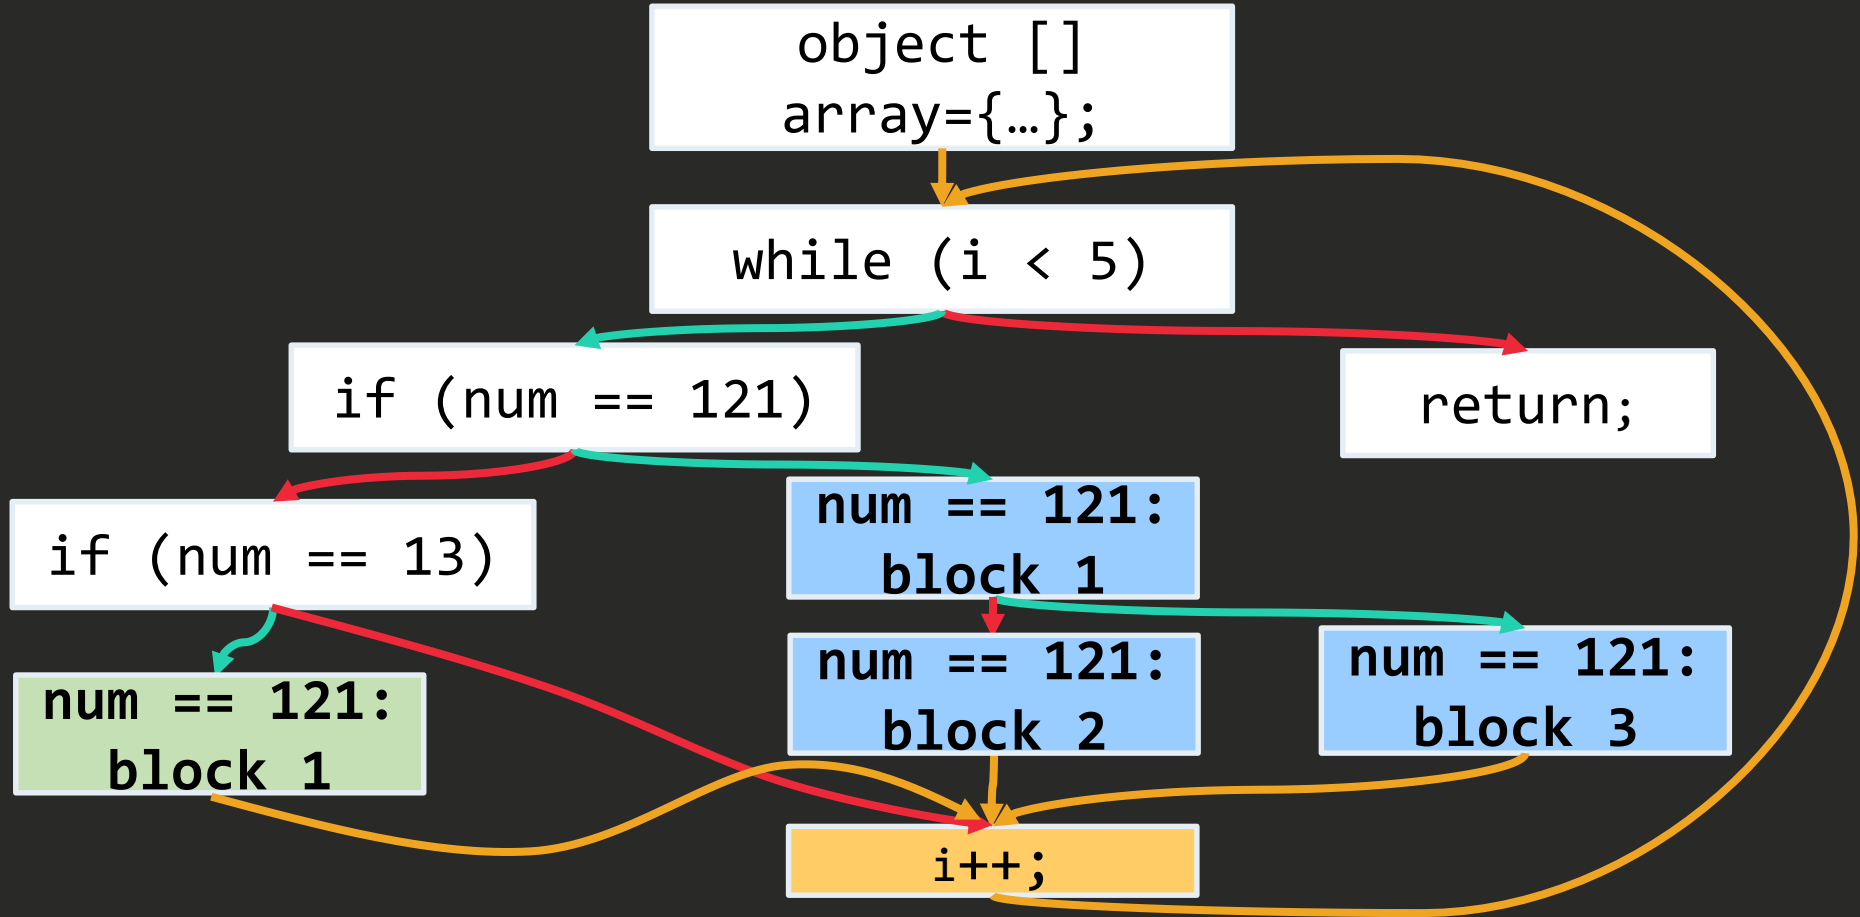 object []
array={…};
while (i < 5)
if (num == 121)
return;
num == 121:
block 1
if (num == 13)
num == 121:
block 2
num == 121:
block 3
num == 121:
block 1
i++;